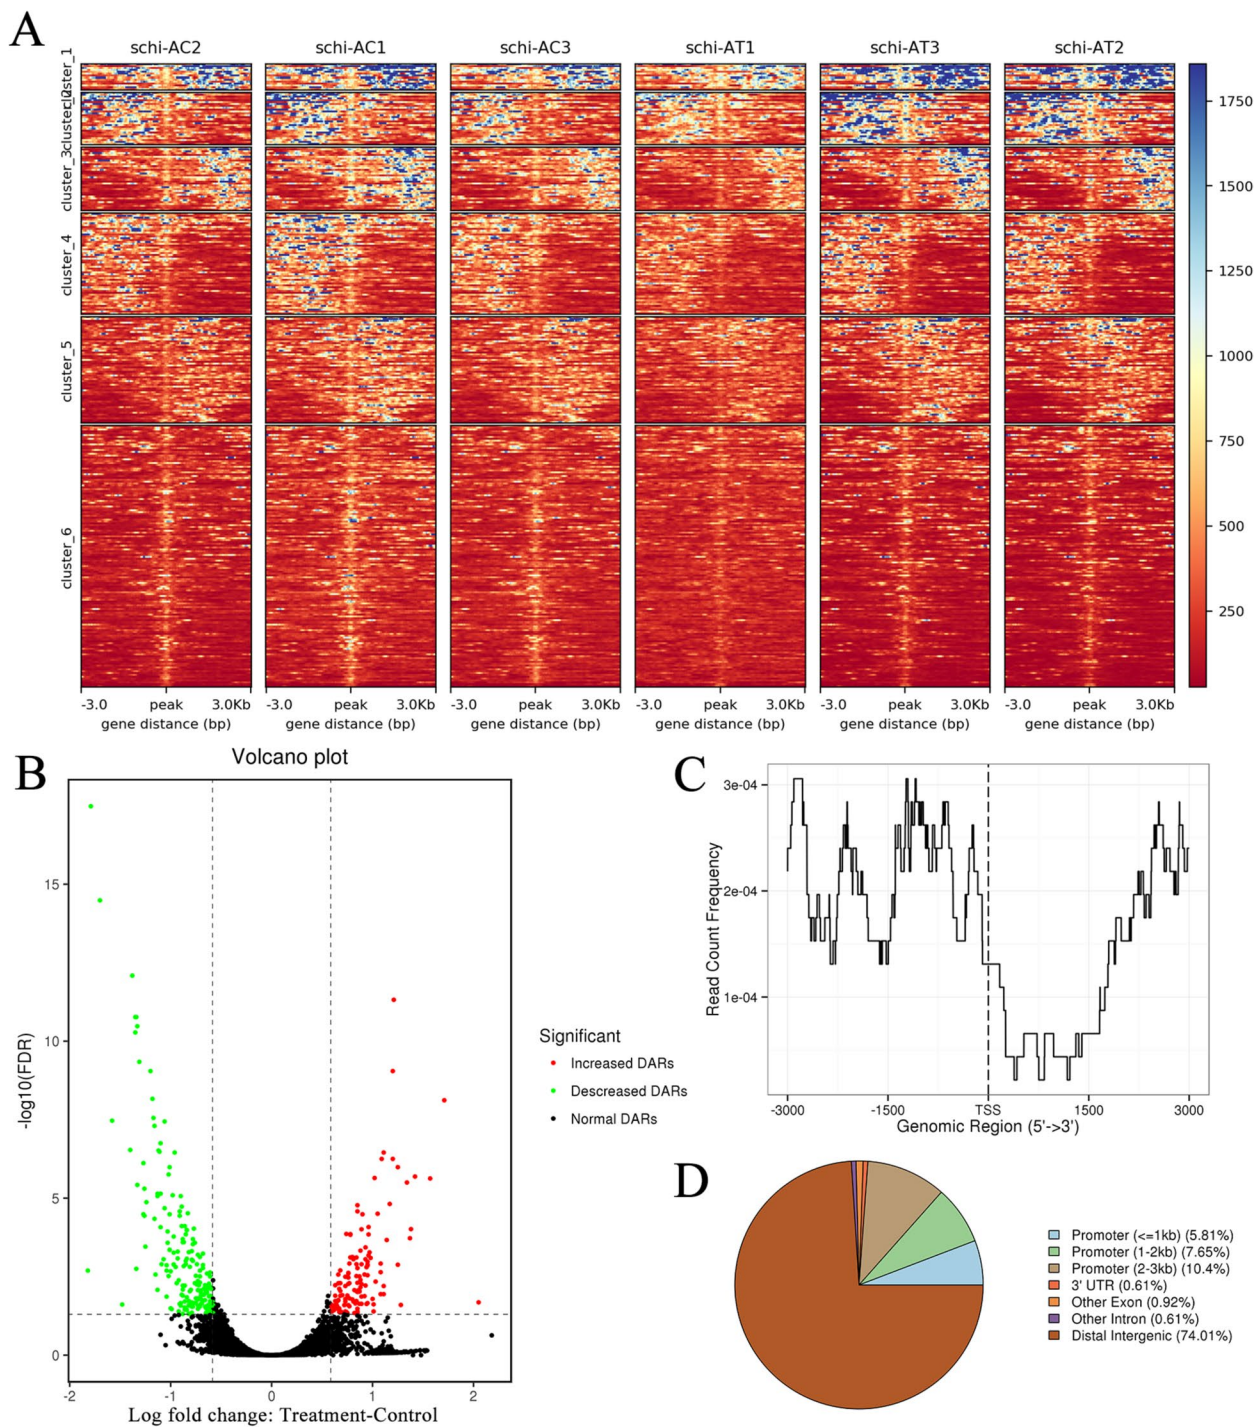 A
schi-AC2
schi-AC1
schi-AC3
schi-AT1
schi-AT3
schi-AT2
cluster_1
cluster_3
cluster_4
cluster_5
cluster_6
1750
1500
1250
1000
750
500
250
-3.0 peak 3.0Kb
gene distance (bp)
-3.0 peak 3.0Kb
gene distance (bp)
-3.0 peak 3.0Kb
gene distance (bp)
-3.0 peak 3.0Kb
gene distance (bp)
-3.0 peak 3.0Kb
gene distance (bp)
-3.0 peak 3.0Kb
gene distance (bp)
B
Volcano plot
-log10(FDR)
15
10
5
0
-2 -1 0 1 2
Log fold change: Treatment-Control
Significant
Increased DARs
Descreased DARs
Normal DARs
C
Read Count Frequency
3e-04
2e-04
1e-04
-3000 -1500 TSS 1500 3000
Genomic Region (5'->3')
D
Promoter (<=1kb) (5.81%)
Promoter (1-2kb) (7.65%)
Promoter (2-3kb) (10.4%)
3' UTR (0.61%)
Other Exon (0.92%)
Other Intron (0.61%)
Distal Intergenic (74.01%)